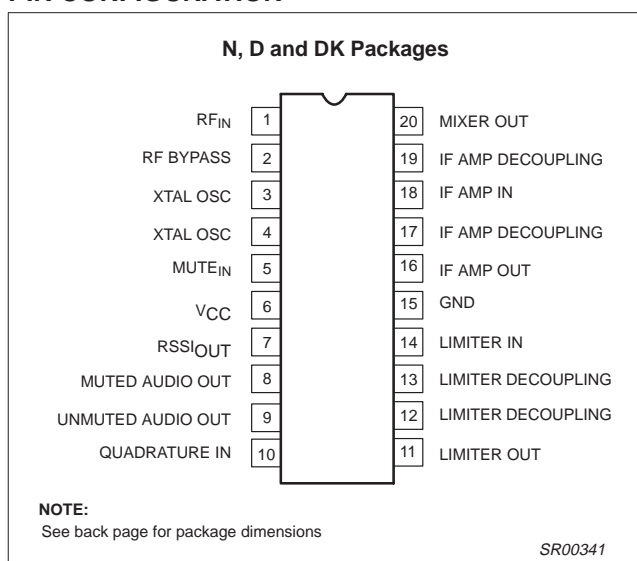 N, D and DK Packages
RFIN 1
RF BYPASS 2
XTAL OSC 3
XTAL OSC 4
MUTEIN 5
VCC 6
RSSIOUT 7
MUTED AUDIO OUT 8
UNMUTED AUDIO OUT 9
QUADRATURE IN 10
20 MIXER OUT
19 IF AMP DECOUPLING
18 IF AMP IN
17 IF AMP DECOUPLING
16 IF AMP OUT
15 GND
14 LIMITER IN
13 LIMITER DECOUPLING
12 LIMITER DECOUPLING
11 LIMITER OUT
NOTE:
See back page for package dimensions
SR00341